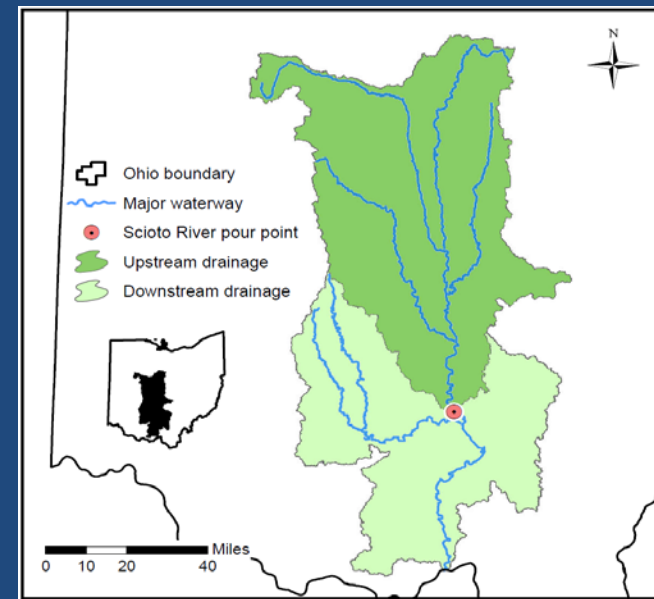 N
Ohio boundary
Major waterway
Scioto River pour point
Upstream drainage
Downstream drainage
Miles
0 10 20 40